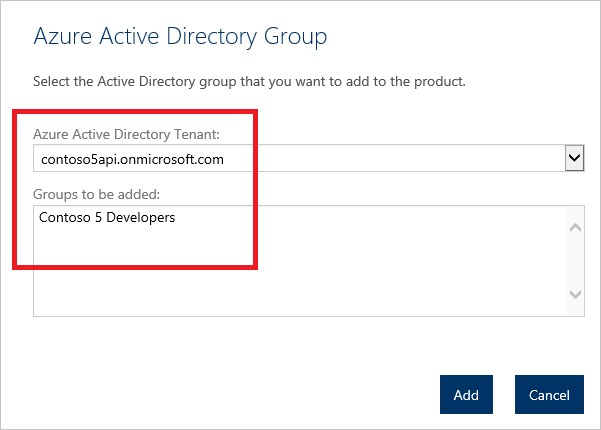 Azure Active Directory Group
Select the Active Directory group that you want to add to the product.
Azure Active Directory Tenant:
contoso5api.onmicrosoft.com
Groups to be added:
Contoso 5 Developers
Add
Cancel